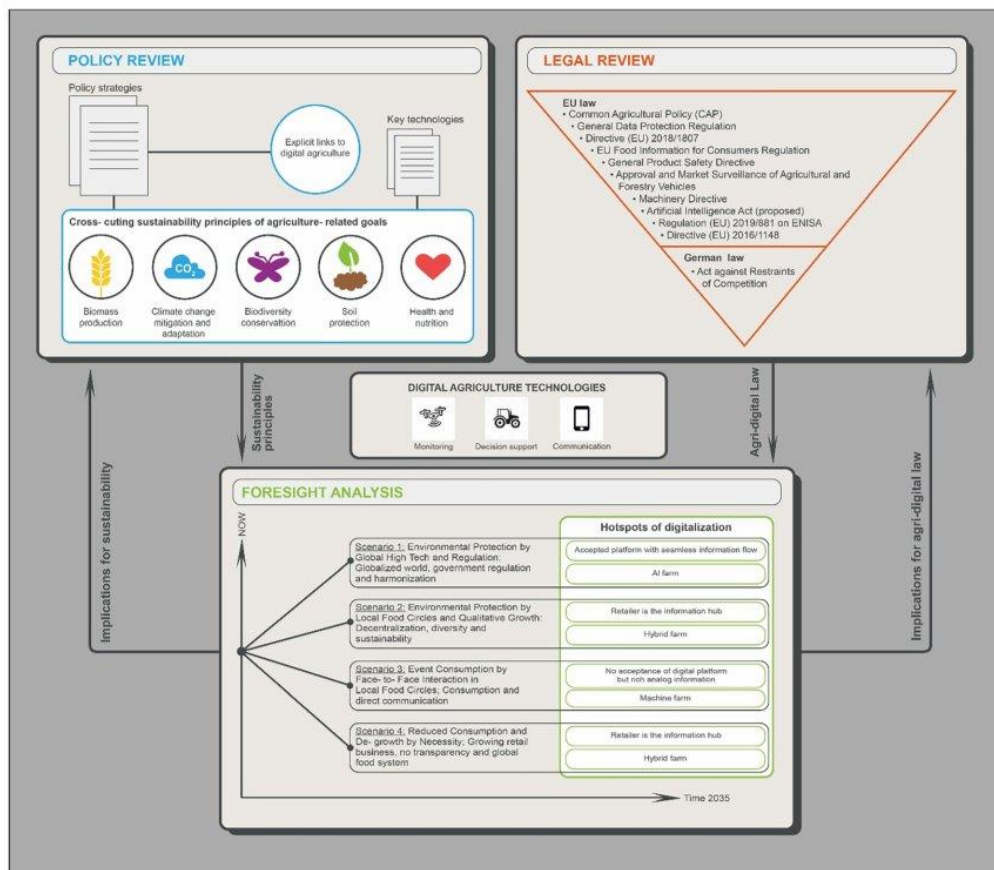 POLICY REVIEW
Policy strategies
Explicit links to
digital agriculture
Key technologies
Cross- cuting sustainability principles of agriculture- related goals
CO2
Biomass
production
Climate change
mitigation and
adaptation
Biodiversity
conservattion
Soil
protection
Health and
nutrition
LEGAL REVIEW
EU law
• Common Agricultural Policy (CAP)
• General Data Protection Regulation
• Directive (EU) 2018/1807
• EU Food Information for Consumers Regulation
• General Product Safety Directive
• Approval and Market Surveillance of Agricultural and
Forestry Vehicles
• Machinery Directive
• Artificial Intelligence Act (proposed)
• Regulation (EU) 2019/881 on ENISA
• Directive (EU) 2016/1148
German law
• Act against Restraints
of Competition
Implications for sustainability
Sustainability
principles
DIGITAL AGRICULTURE TECHNOLOGIES
Monitoring
Decision support
Communication
Agri-digital Law
Implications for agri-digital law
FORESIGHT ANALYSIS
NOW
Hotspots of digitalization
Scenario 1: Environmental Protection by
Global High Tech and Regulation:
Globalized world, government regulation
and harmonization
Accepted platform with seamless information flow
AI farm
Scenario 2: Environmental Protection by
Local Food Circles and Qualitative Growth:
Decentralization, diversity and
sustainability
Retailer is the information hub
Hybrid farm
Scenario 3: Event Consumption by
Face- to- Face Interaction in
Local Food Circles; Consumption and
direct communication
No acceptance of digital platform
but rich analog information
Machine farm
Scenario 4: Reduced Consumption and
De- growth by Necessity; Growing retail
business, no transparency and global
food system
Retailer is the information hub
Hybrid farm
Time 2035